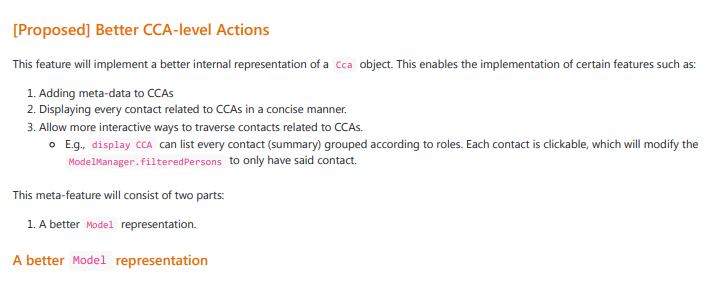 [Proposed] Better CCA-level Actions
This feature will implement a better internal representation of a Cca object. This enables the implementation of certain features such as:
1. Adding meta-data to CCAs
2. Displaying every contact related to CCAs in a concise manner.
3. Allow more interactive ways to traverse contacts related to CCAs.
E.g., display CCA can list every contact (summary) grouped according to roles. Each contact is clickable, which will modify the
ModelManager.filteredPersons to only have said contact.
This meta-feature will consist of two parts:
1. A better Model representation.
A better Model representation